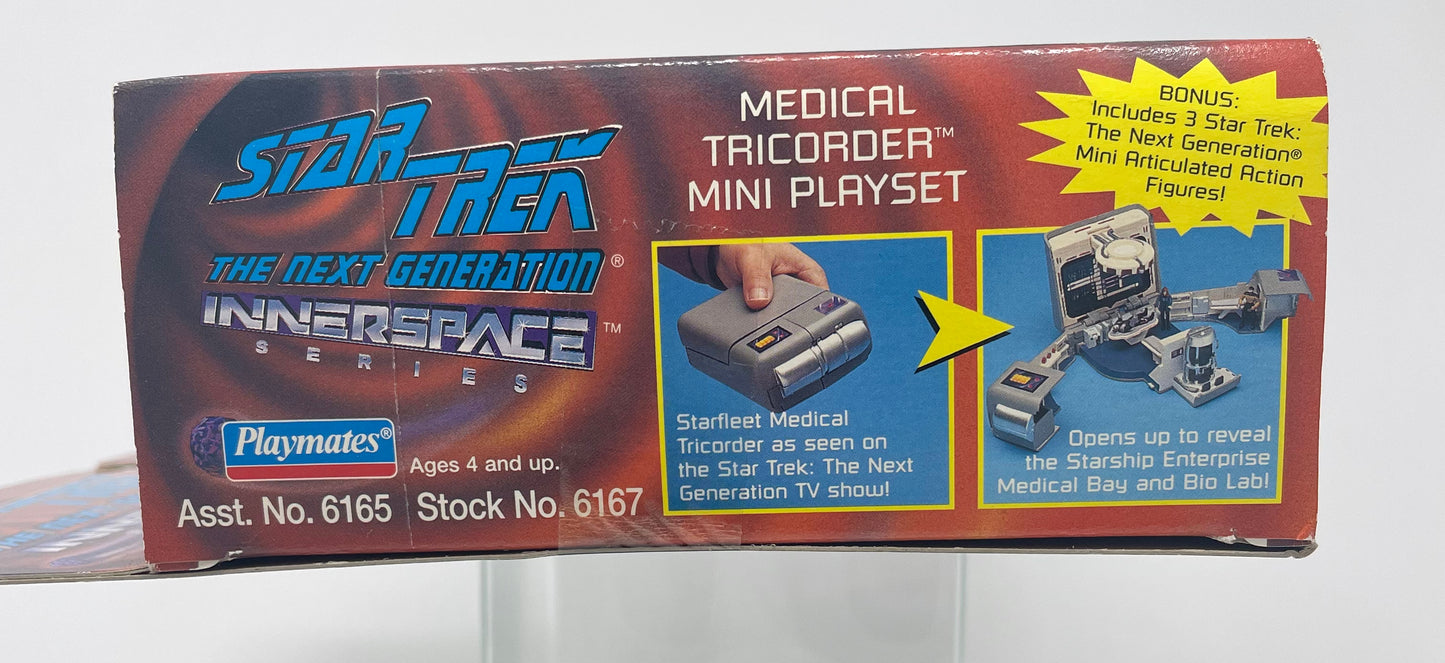 STAR TREK
THE NEXT GENERATION®
INNERSPACE™
SERIES
Playmates®
Ages 4 and up.
Asst. No. 6165 Stock No. 6167
MEDICAL
TRICORDER™
MINI PLAYSET
BONUS:
Includes 3 Star Trek:
The Next Generation®
Mini Articulated Action
Figures!
Starfleet Medical
Tricorder as seen on
the Star Trek: The Next
Generation TV show!
Opens up to reveal
the Starship Enterprise
Medical Bay and Bio Lab!